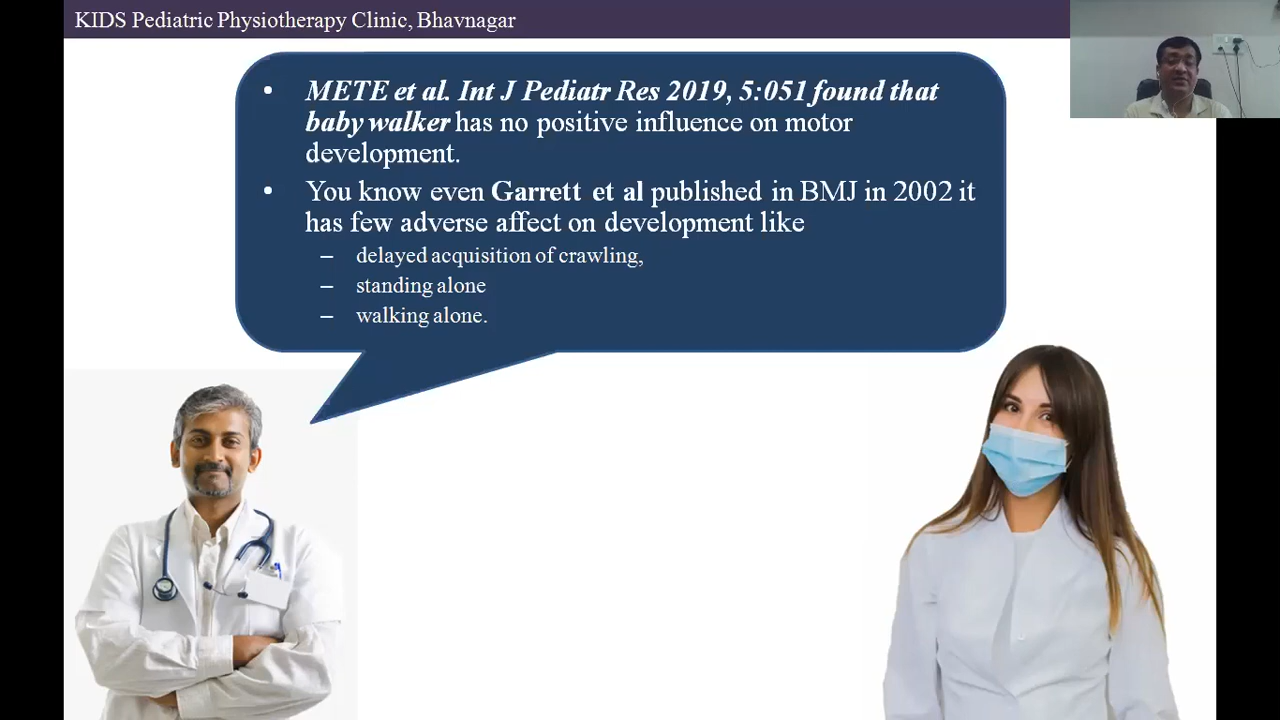 KIDS Pediatric Physiotherapy Clinic, Bhavnagar
• METE et al. Int J Pediatr Res 2019, 5:051 found that
baby walker has no positive influence on motor
development.
• You know even Garrett et al published in BMJ in 2002 it
has few adverse affect on development like
– delayed acquisition of crawling,
– standing alone
– walking alone.